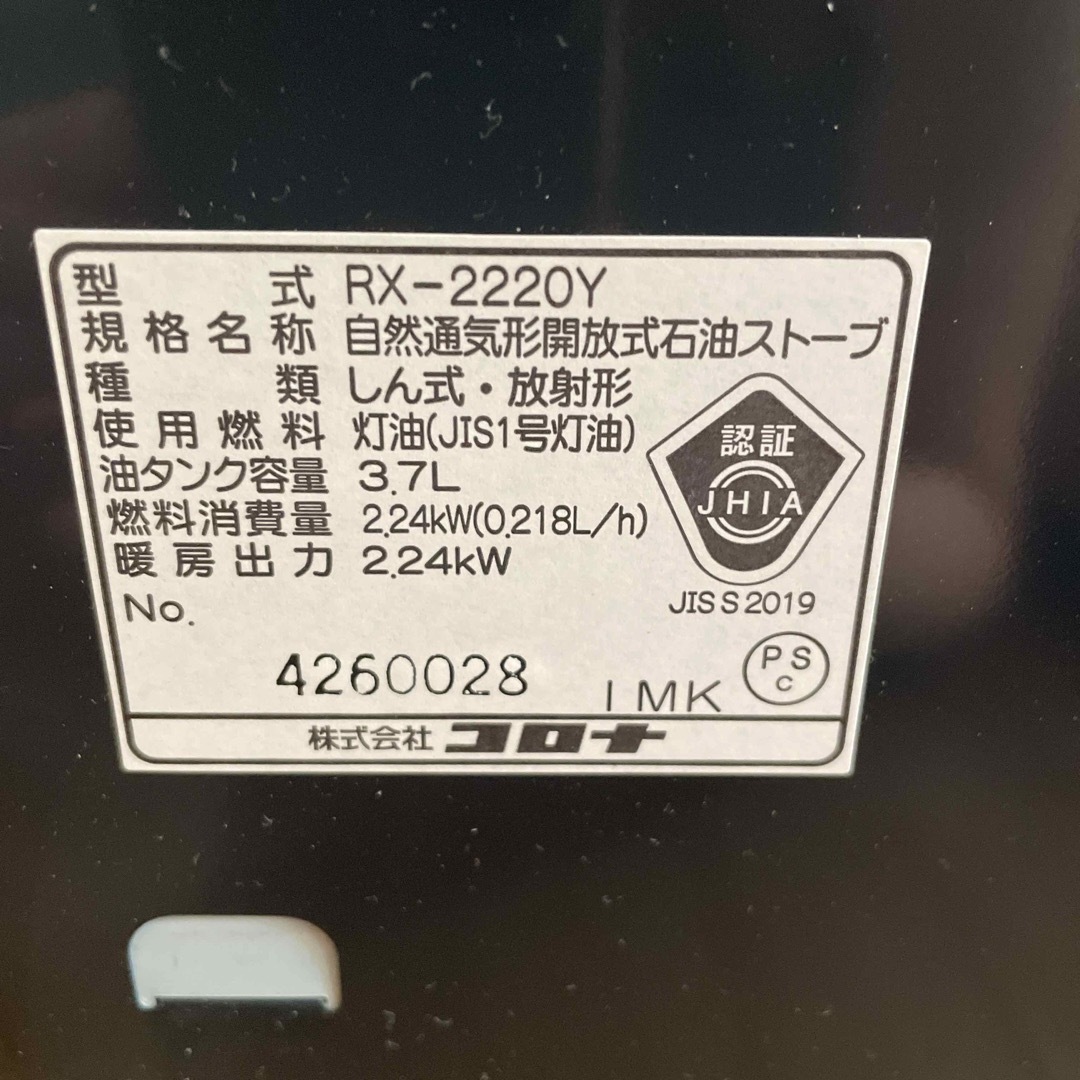 型式 RX-2220Y
規格名称 自然通気形開放式石油ストーブ
種類 しん式・放射形
使用燃料 灯油(JIS1号灯油)
油タンク容量 3.7L
燃料消費量 2.24kW(0.218L/h)
暖房出力 2.24kW
認証
JHIA
JIS S 2019
No.
4260028
IMK
PS
C
株式会社 コロナ